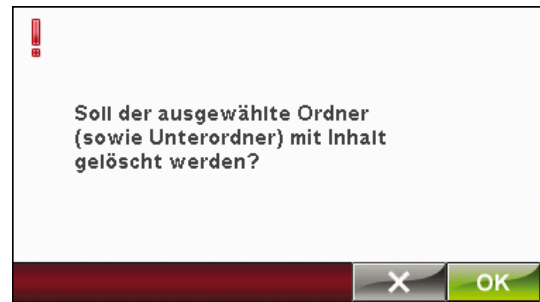 Soll der ausgewählte Ordner
(sowie Unterordner) mit Inhalt
gelöscht werden?
OK